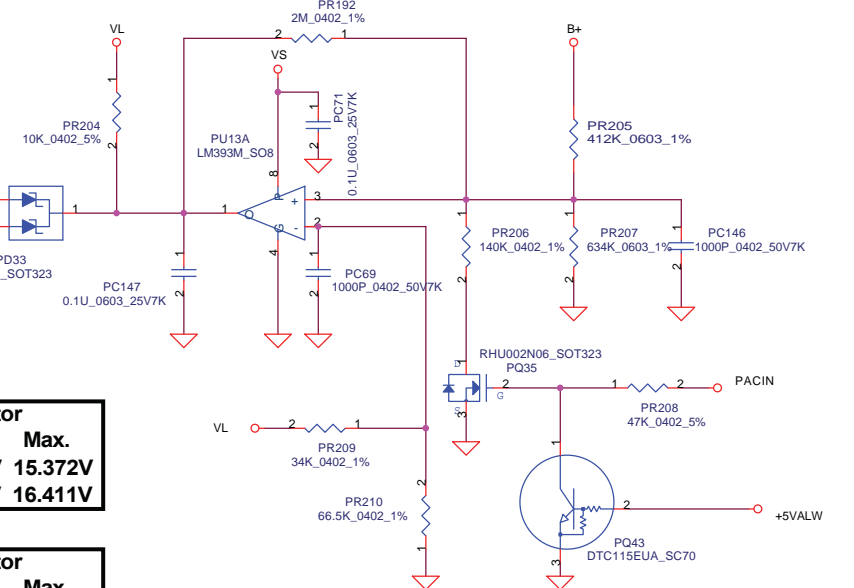 PR192
2M_0402_1%
2
1
VL
VS
B+
1
PR204
10K_0402_5%
2
PU13A
LM393M_SO8
1
2
PC71
0.1U_0603_25V7K
PR205
412K_0603_1%
8
P
3
+
1
O
2
-
G
4
1
1
PR206
140K_0402_1%
2
1
PR207
634K_0603_1%
2
1
PC146
1000P_0402_50V7K
2
PD33
_SOT323
1
PC147
0.1U_0603_25V7K
2
1
PC69
1000P_0402_50V7K
2
RHU002N06_SOT323
PQ35
D
1
2
G
S
3
1
2
PACIN
PR208
47K_0402_5%
tor
Max.
15.372V
16.411V
VL
2
1
PR209
34K_0402_1%
2
PR210
66.5K_0402_1%
1
1
2
+5VALW
PQ43
DTC115EUA_SC70
3
tor
Max.